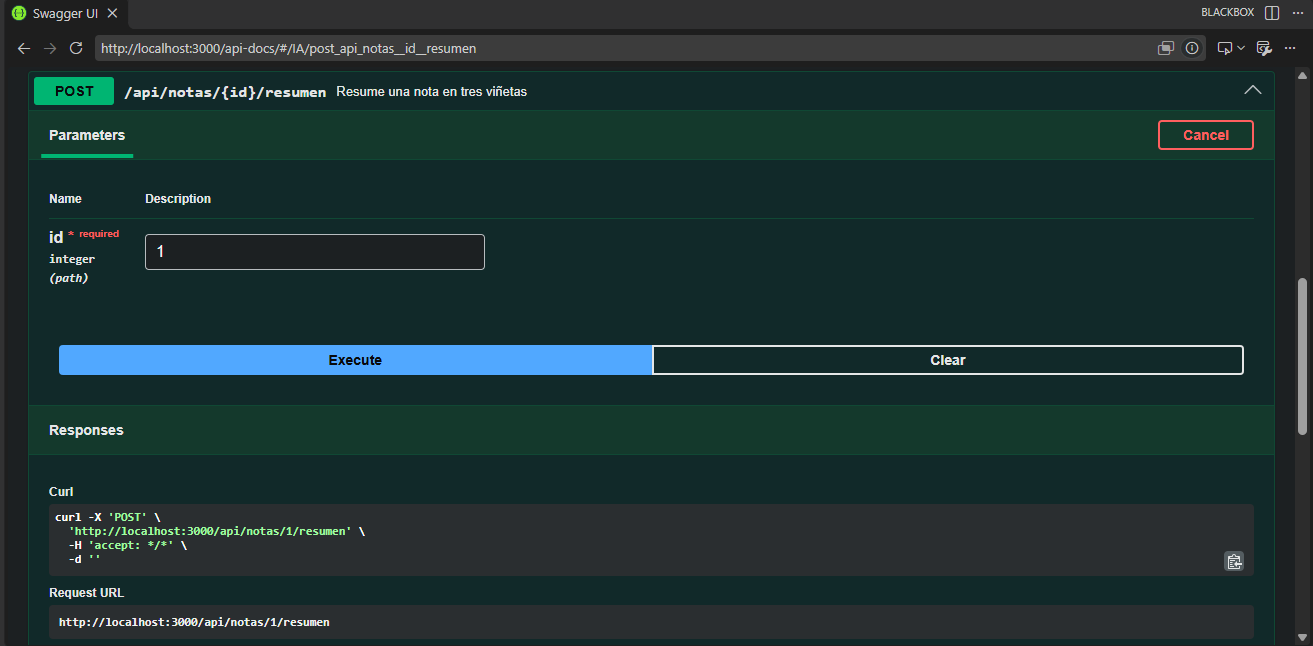 Swagger UI
BLACKBOX
http://localhost:3000/api-docs/#/IA/post_api_notas__id__resumen
POST /api/notas/{id}/resumen Resume una nota en tres viñetas
Parameters
Cancel
Name Description
id * required
1
integer
(path)
Execute Clear
Responses
Curl
curl -X 'POST' \
'http://localhost:3000/api/notas/1/resumen' \
-H 'accept: */*' \
-d ''
Request URL
http://localhost:3000/api/notas/1/resumen